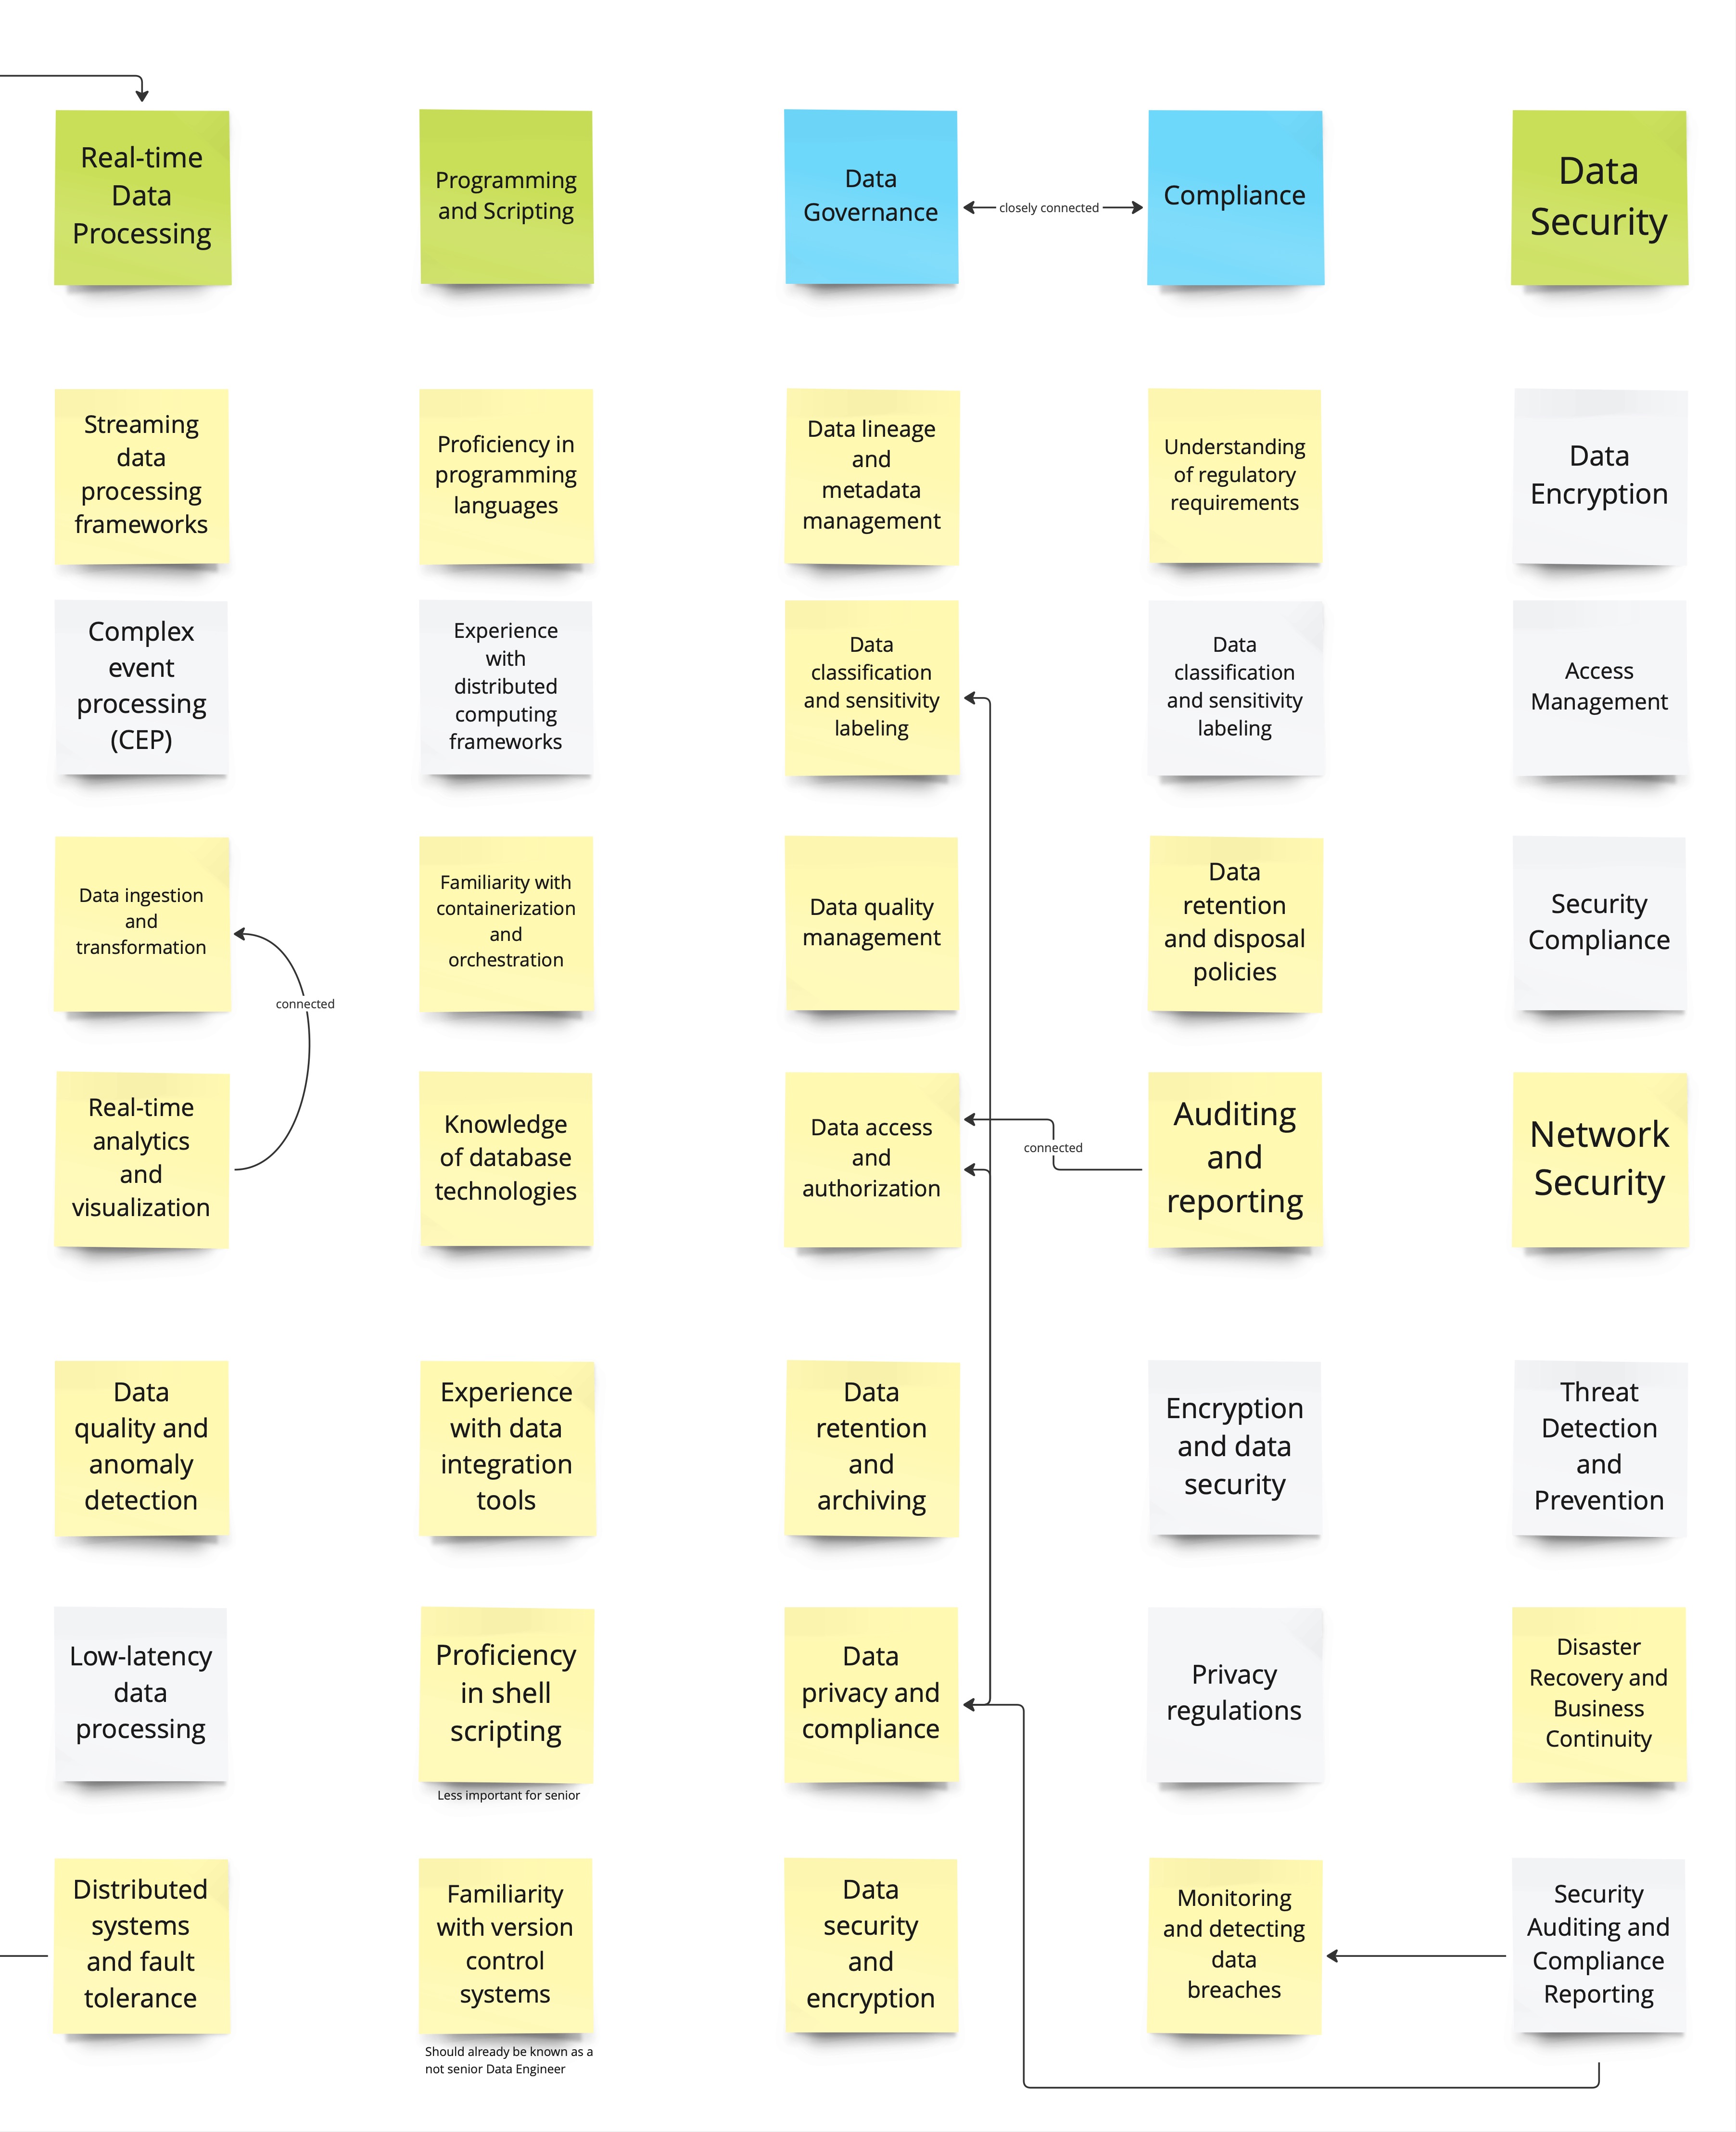 Real-time
Data
Processing
Programming
and Scripting
Data
Governance
closely connected
Compliance
Data
Security
Streaming
data
processing
frameworks
Proficiency in
programming
languages
Data lineage
and
metadata
management
Understanding
of regulatory
requirements
Data
Encryption
Complex
event
processing
(CEP)
Experience
with
distributed
computing
frameworks
Data
classification
and sensitivity
labeling
Data
classification
and sensitivity
labeling
Access
Management
Data ingestion
and
transformation
Familiarity with
containerization
and
orchestration
Data quality
management
Data
retention
and disposal
policies
Security
Compliance
connected
Real-time
analytics
and
visualization
Knowledge
of database
technologies
Data access
and
authorization
connected
Auditing
and
reporting
Network
Security
Data
quality and
anomaly
detection
Experience
with data
integration
tools
Data
retention
and
archiving
Encryption
and data
security
Threat
Detection
and
Prevention
Low-latency
data
processing
Proficiency
in shell
scripting
Less important for senior
Data
privacy and
compliance
Privacy
regulations
Disaster
Recovery and
Business
Continuity
Distributed
systems
and fault
tolerance
Familiarity
with version
control
systems
Should already be known as a
not senior Data Engineer
Data
security
and
encryption
Monitoring
and detecting
data
breaches
Security
Auditing and
Compliance
Reporting